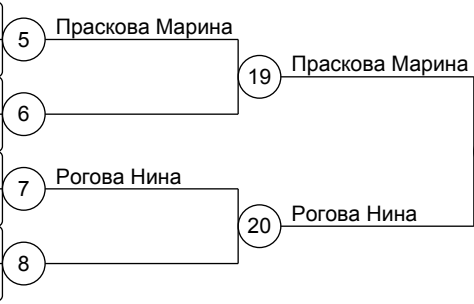 5 Праскова Марина
19 Праскова Марина
6
7 Рогова Нина
20 Рогова Нина
8